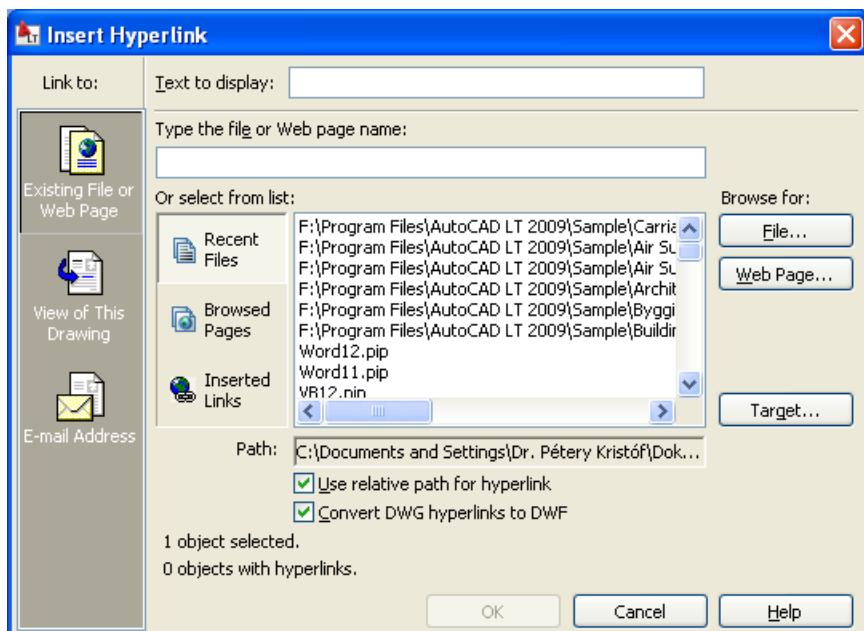 LT Insert Hyperlink
Link to:
Text to display:
Existing File or
Web Page
View of This
Drawing
E-mail Address
Type the file or Web page name:
Or select from list:
Recent
Files
Browsed
Pages
Inserted
Links
F:\Program Files\AutoCAD LT 2009\Sample\Carria
F:\Program Files\AutoCAD LT 2009\Sample\Air Su
F:\Program Files\AutoCAD LT 2009\Sample\Air Su
F:\Program Files\AutoCAD LT 2009\Sample\Archit
F:\Program Files\AutoCAD LT 2009\Sample\Byggi
F:\Program Files\AutoCAD LT 2009\Sample\Buildin
Word12.pip
Word11.pip
VB12.pip
Browse for:
File...
Web Page...
Target...
Path: C:\Documents and Settings\Dr. Pétery Kristóf\Dok...
Use relative path for hyperlink
Convert DWG hyperlinks to DWF
1 object selected.
0 objects with hyperlinks.
OK Cancel Help